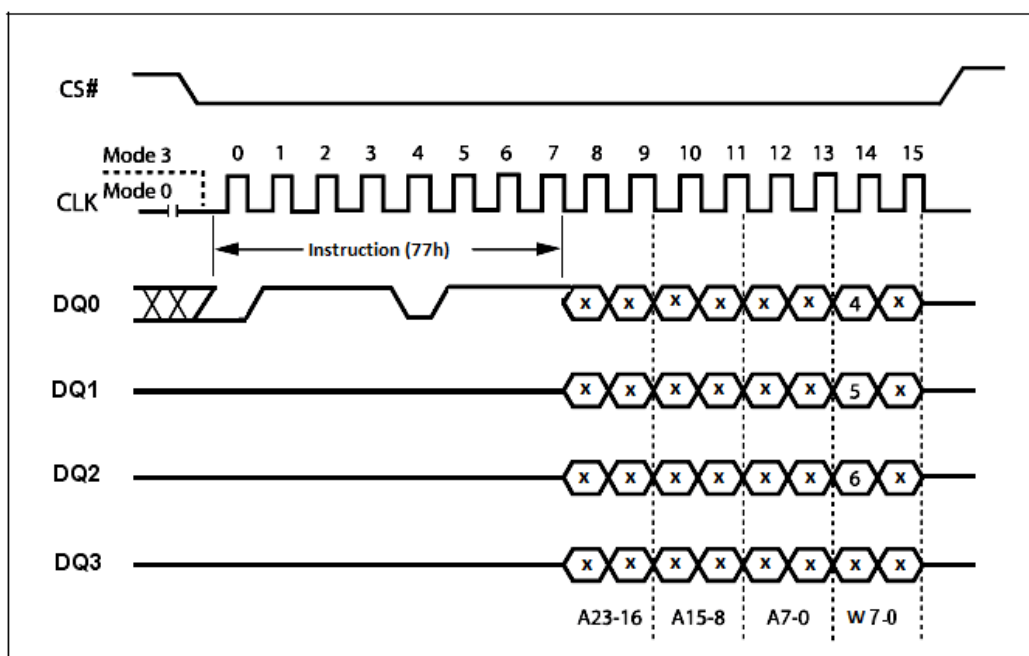 CS#
Mode 3
0 1 2 3 4 5 6 7 8 9 10 11 12 13 14 15
Mode 0
CLK
Instruction (77h)
DQ0 X X X X X X 4 X
DQ1 X X X X X X 5 X
DQ2 X X X X X X 6 X
DQ3 X X X X X X X X
A23-16 A15-8 A7-0 W7-0